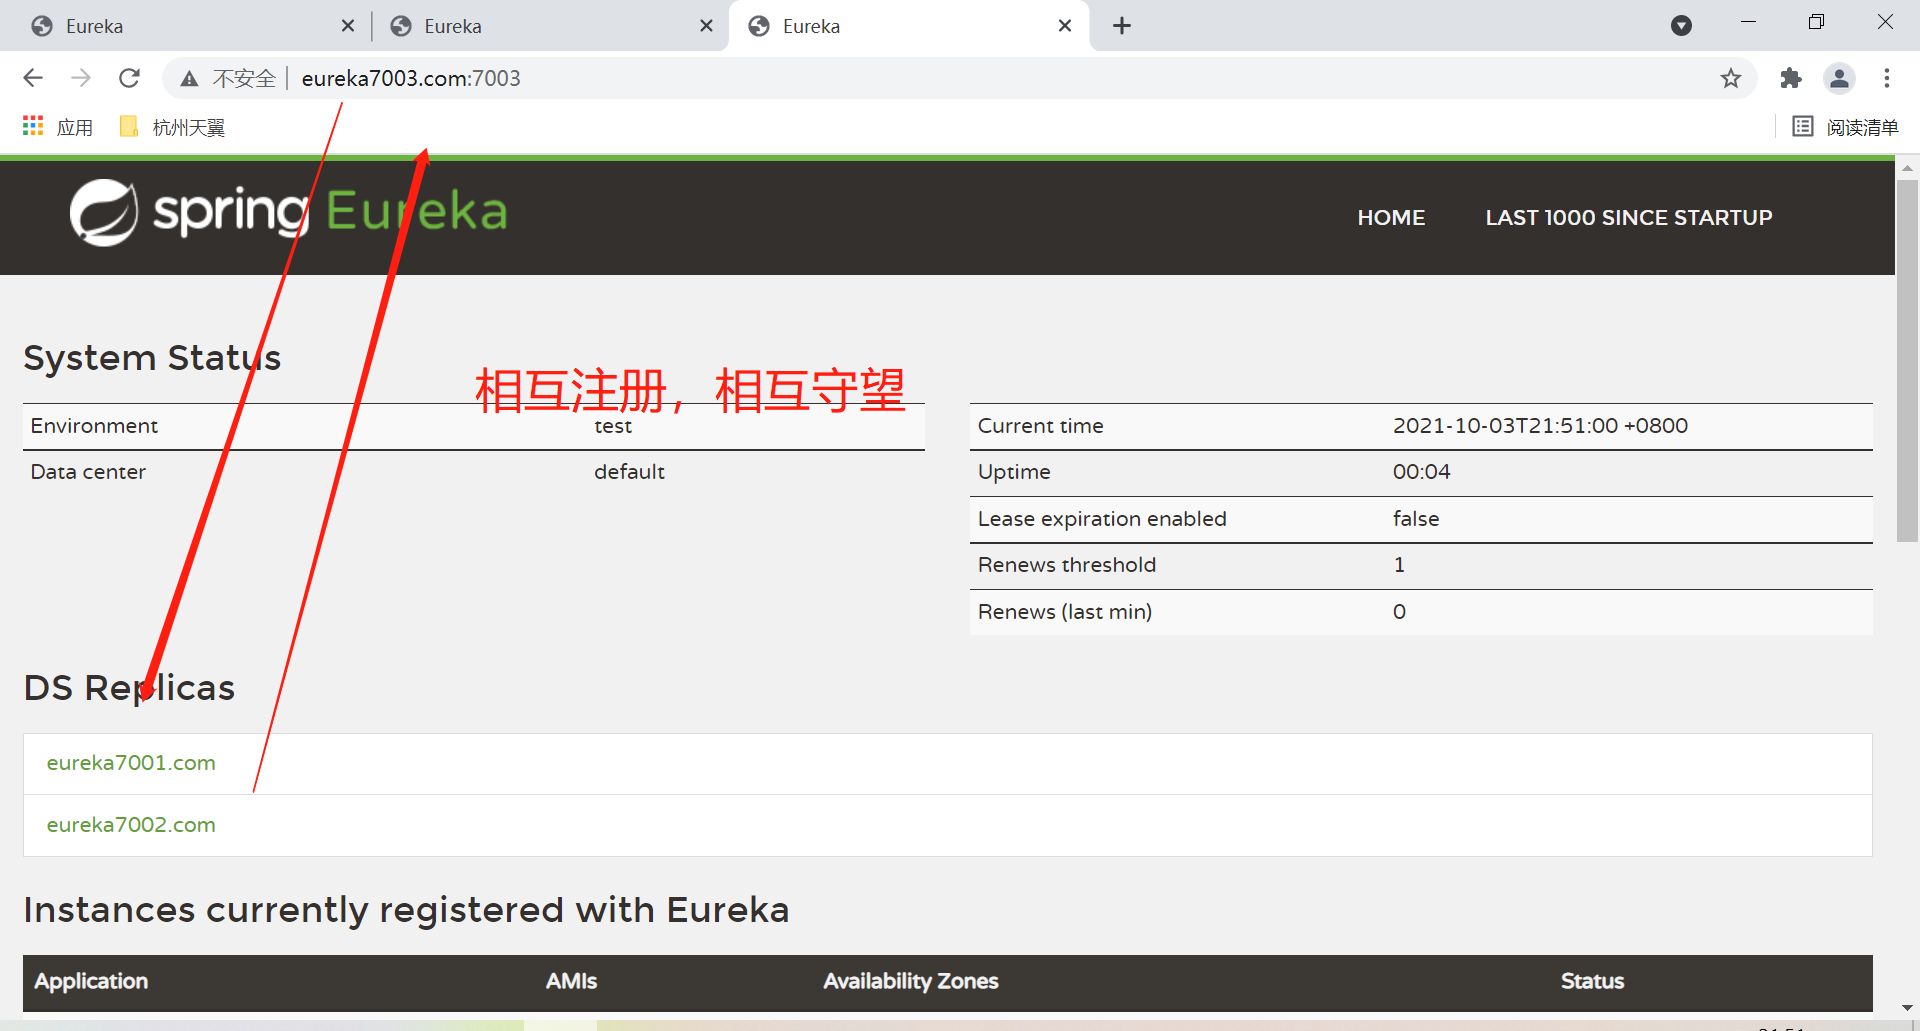 Eureka
Eureka
Eureka
不安全 eureka7003.com:7003
应用 杭州天翼 阅读清单
spring Eureka
HOME LAST 1000 SINCE STARTUP
System Status
相互注册，相互守望
Environment test
Data center default
Current time 2021-10-03T21:51:00 +0800
Uptime 00:04
Lease expiration enabled false
Renews threshold 1
Renews (last min) 0
DS Replicas
eureka7001.com
eureka7002.com
Instances currently registered with Eureka
Application AMIs Availability Zones Status